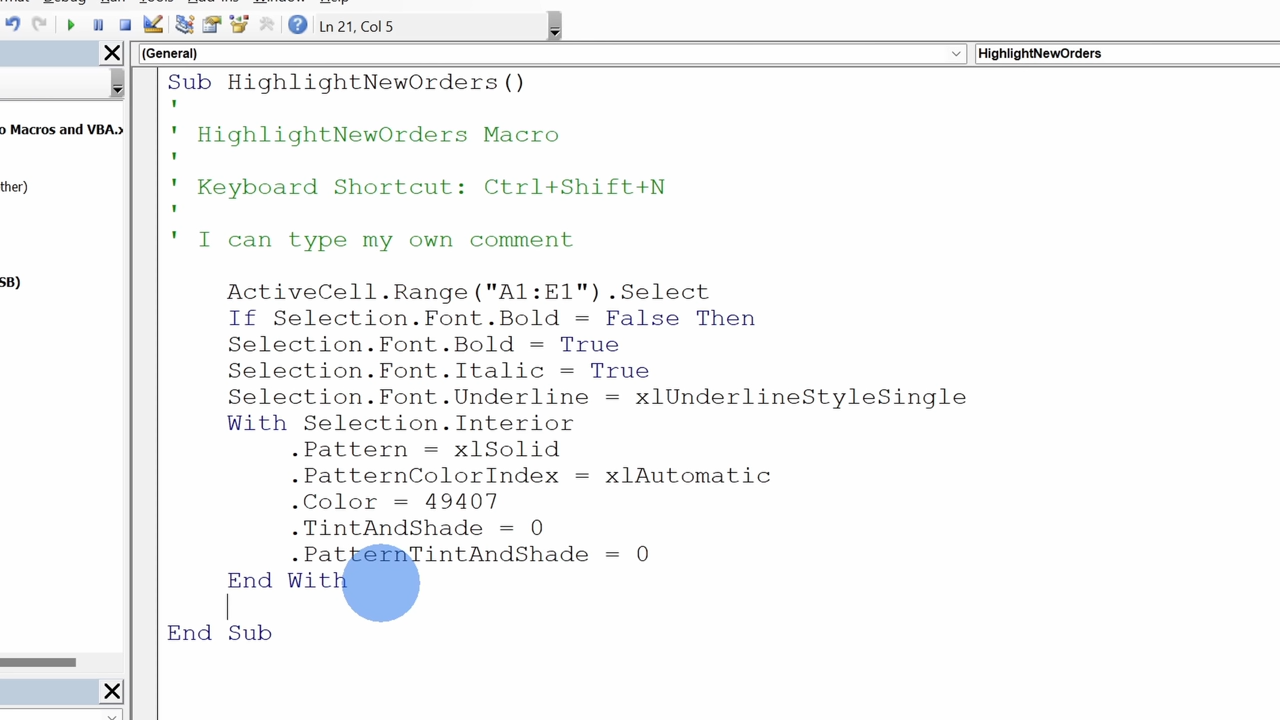 Ln 21, Col 5
(General)
HighlightNewOrders
o Macros and VBA.x
ther)
SB)
Sub HighlightNewOrders()
'
' HighlightNewOrders Macro
'
' Keyboard Shortcut: Ctrl+Shift+N
'
' I can type my own comment
ActiveCell.Range("A1:E1").Select
If Selection.Font.Bold = False Then
Selection.Font.Bold = True
Selection.Font.Italic = True
Selection.Font.Underline = xlUnderlineStyleSingle
With Selection.Interior
.Pattern = xlSolid
.PatternColorIndex = xlAutomatic
.Color = 49407
.TintAndShade = 0
.PatternTintAndShade = 0
End With
End Sub